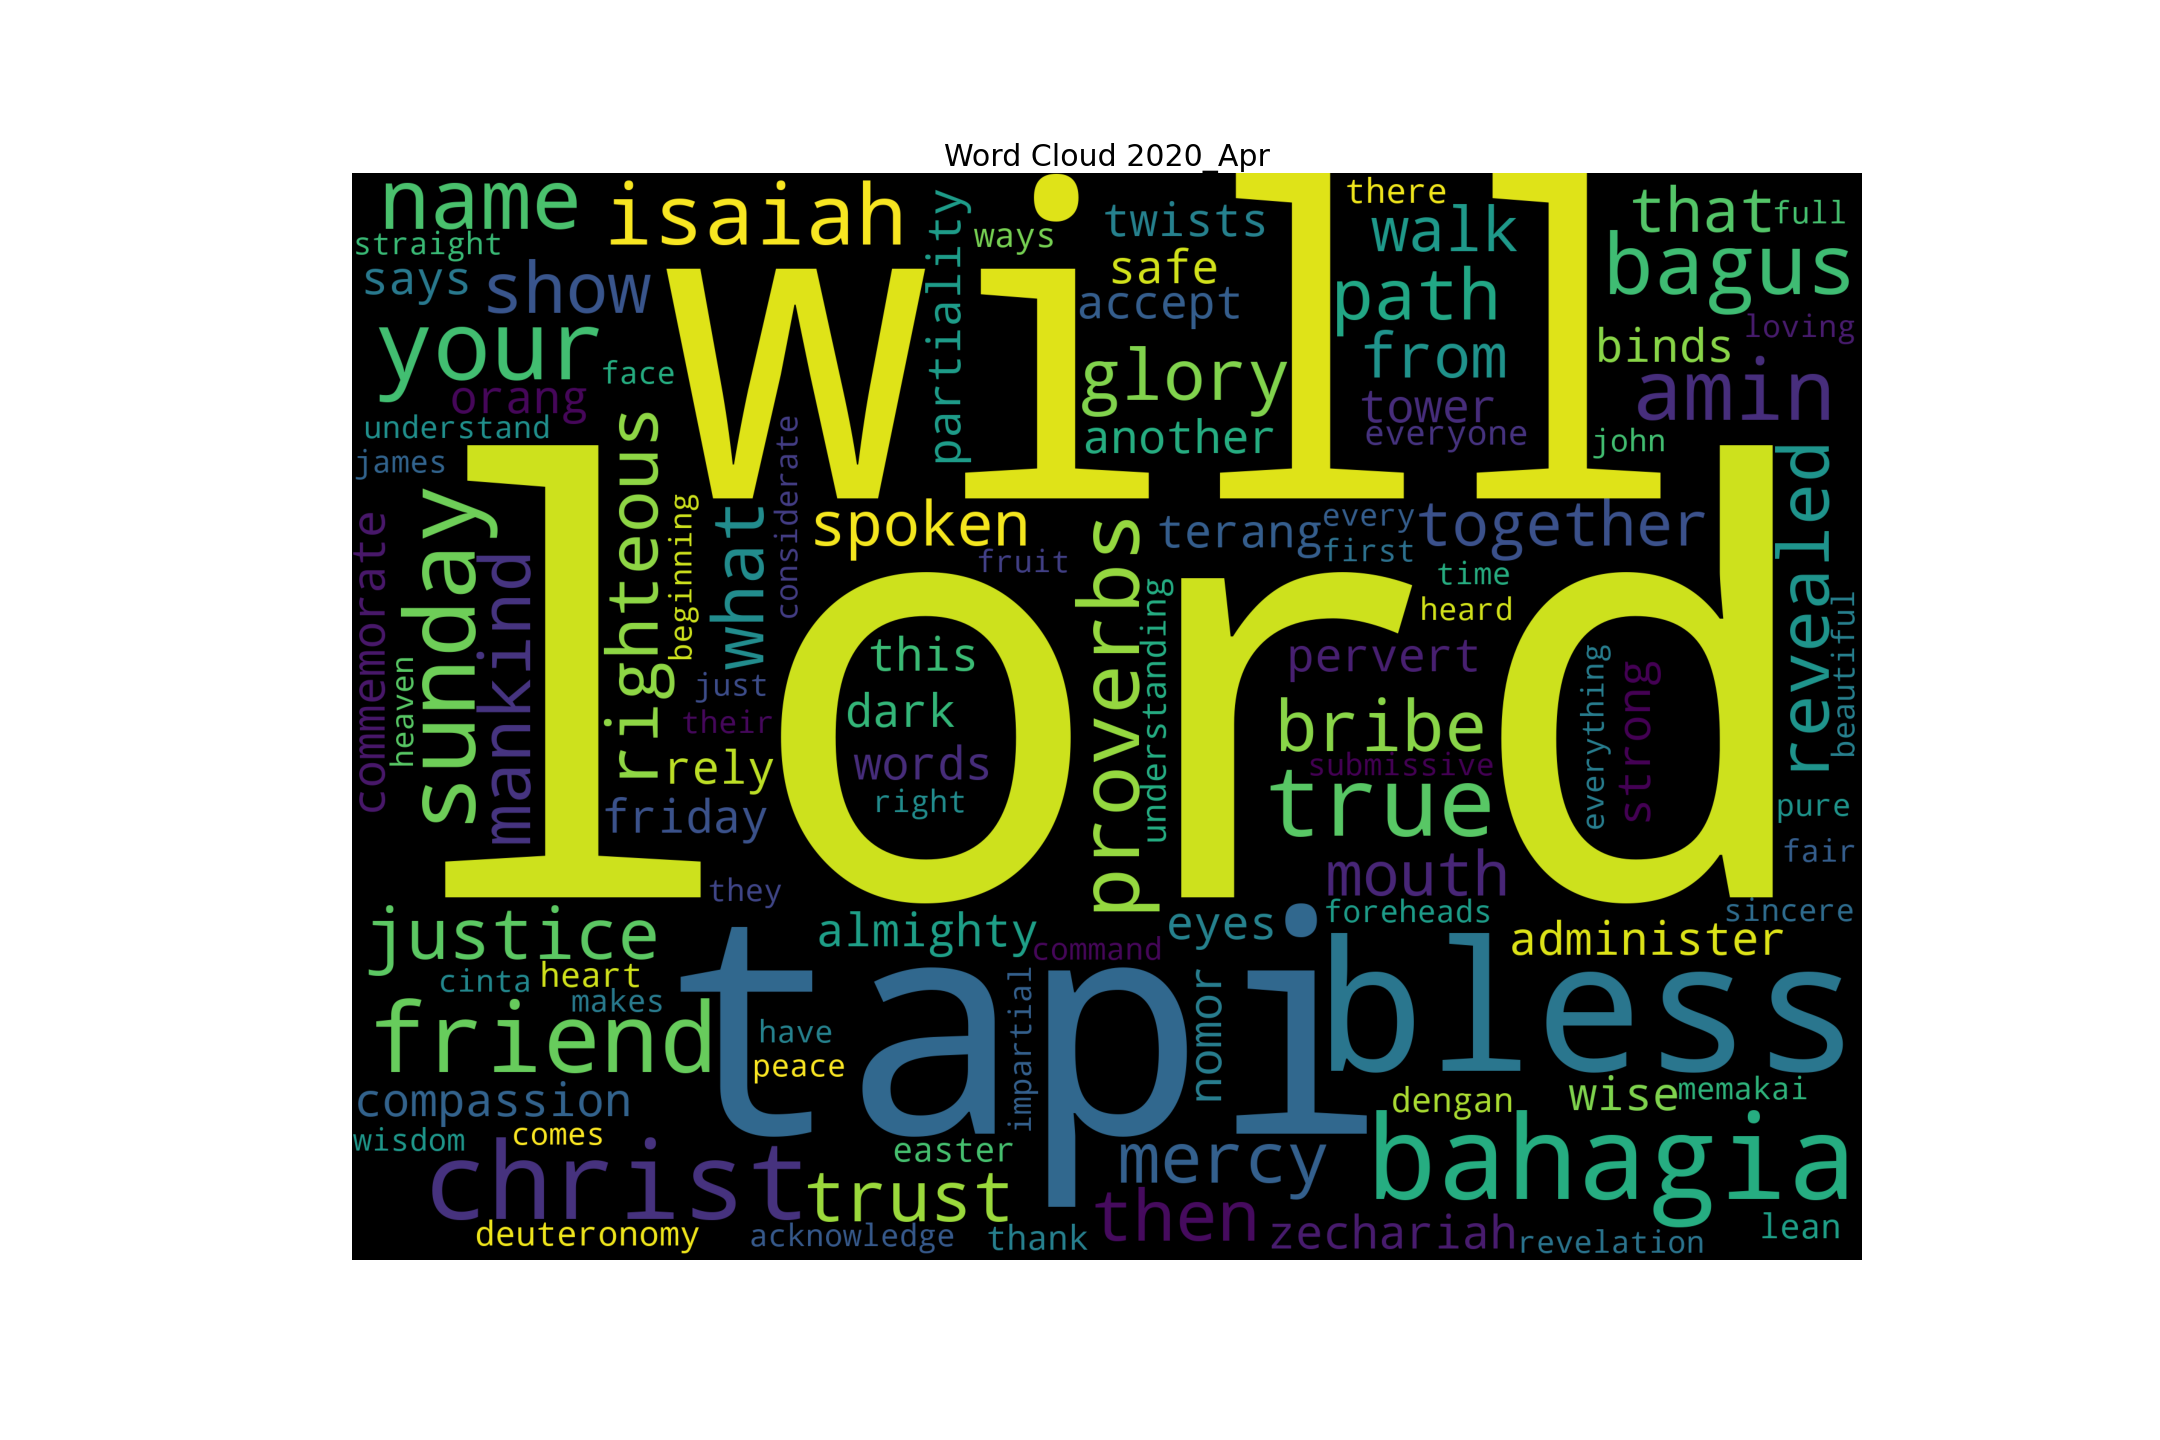 Word Cloud 2020_Apr
name
isaiah
will
partiality
ways
twists
there
walk
that
full
straight
says
show
safe
accept
path
bagus
your
face
glory
from
binds
loving
orang
another
tower
everyone
amin
john
understand
james
lord
righteous
considerate
spoken
proverbs
terang
every
first
together
revealed
sunday
mankind
beginning
what
fruit
understanding
time
heard
beautiful
commemorate
heaven
just
their
this
dark
words
right
pervert
bribe
submissive
everything
strong
rely
friday
true
pure
fair
mouth
they
justice
almighty
command
eyes
foreheads
sincere
administer
cinta
heart
makes
tapi
impartial
nomor
bless
friend
have
peace
compassion
dengan
wise
memakai
wisdom
comes
christ
easter
mercy
bahagia
trust
then
deuteronomy
acknowledge
thank
zechariah
revelation
lean